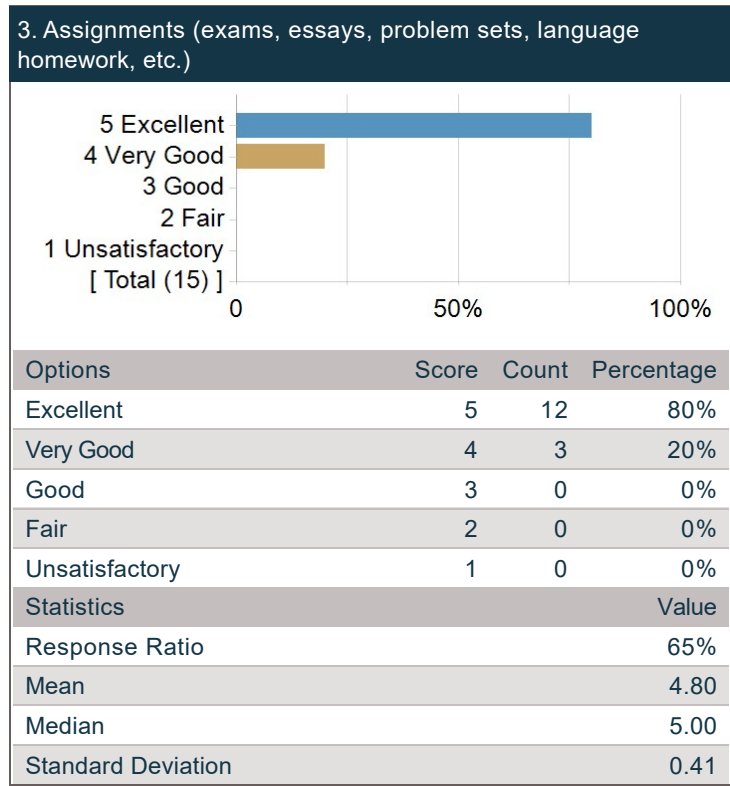 3. Assignments (exams, essays, problem sets, language
homework, etc.)
5 Excellent
4 Very Good
3 Good
2 Fair
1 Unsatisfactory
[ Total (15) ]
0 50% 100%
Options Score Count Percentage
Excellent 5 12 80%
Very Good 4 3 20%
Good 3 0 0%
Fair 2 0 0%
Unsatisfactory 1 0 0%
Statistics Value
Response Ratio 65%
Mean 4.80
Median 5.00
Standard Deviation 0.41